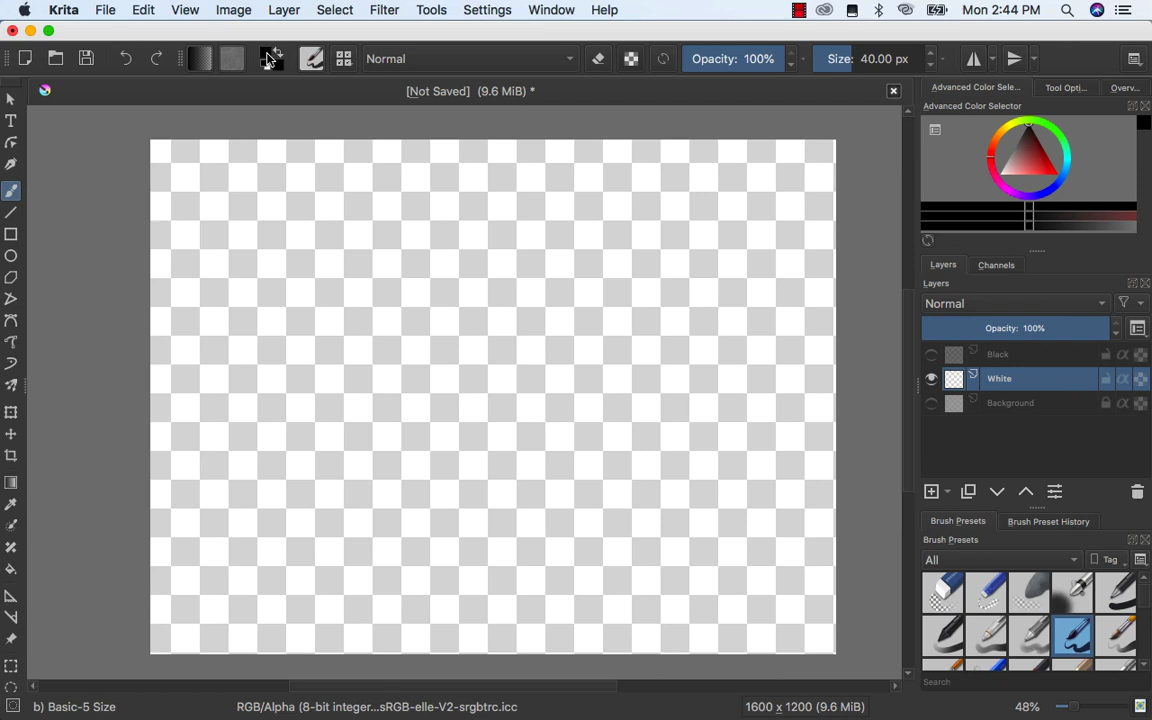 Krita File Edit View Image Layer Select Filter Tools Settings Window Help Mon 2:44 PM
Normal Opacity: 100% Size: 40.00 px
[Not Saved] (9.6 MiB) *
Advanced Color Sele... Tool Opti... Overv...
Advanced Color Selector
Layers Channels
Layers
Normal
Opacity: 100%
Black
White
Background
Brush Presets Brush Preset History
Brush Presets
All Tag
Search
b) Basic-5 Size RGB/Alpha (8-bit integer...sRGB-elle-V2-srgbtrc.icc 1600 x 1200 (9.6 MiB) 48%